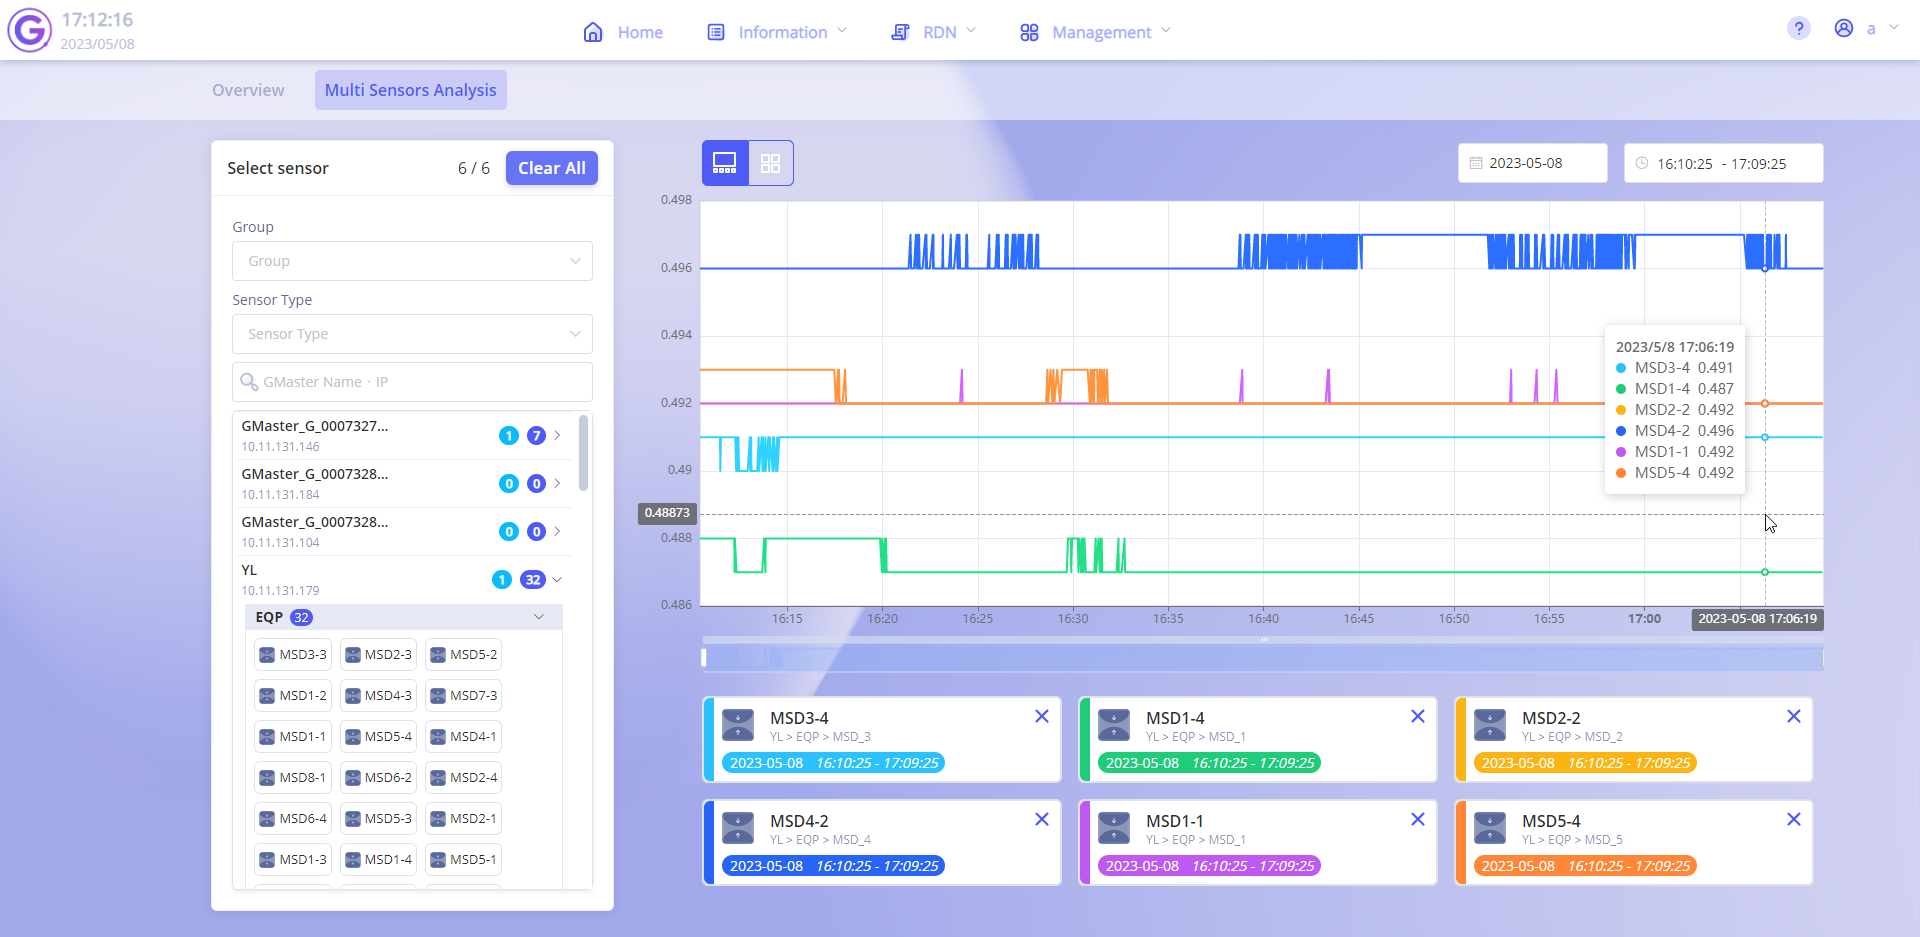 G
17:12:16
2023/05/08
Home
Information
RDN
Management
?
a
Overview
Multi Sensors Analysis
Select sensor
6 / 6
Clear All
Group
Group
Sensor Type
Sensor Type
GMaster Name、IP
GMaster_G_0007327...
10.11.131.146
1 7
GMaster_G_0007328...
10.11.131.184
0 0
GMaster_G_0007328...
10.11.131.104
0 0
YL
10.11.131.179
1 32
EQP 32
MSD3-3 MSD2-3 MSD5-2
MSD1-2 MSD4-3 MSD7-3
MSD1-1 MSD5-4 MSD4-1
MSD8-1 MSD6-2 MSD2-4
MSD6-4 MSD5-3 MSD2-1
MSD1-3 MSD1-4 MSD5-1
2023-05-08
16:10:25 - 17:09:25
0.498
0.496
0.494
0.492
0.49
0.48873
0.488
0.486
2023/5/8 17:06:19
MSD3-4 0.491
MSD1-4 0.487
MSD2-2 0.492
MSD4-2 0.496
MSD1-1 0.492
MSD5-4 0.492
16:15 16:20 16:25 16:30 16:35 16:40 16:45 16:50 16:55 17:00 2023-05-08 17:06:19
MSD3-4
YL > EQP > MSD_3
2023-05-08 16:10:25 - 17:09:25
MSD1-4
YL > EQP > MSD_1
2023-05-08 16:10:25 - 17:09:25
MSD2-2
YL > EQP > MSD_2
2023-05-08 16:10:25 - 17:09:25
MSD4-2
YL > EQP > MSD_4
2023-05-08 16:10:25 - 17:09:25
MSD1-1
YL > EQP > MSD_1
2023-05-08 16:10:25 - 17:09:25
MSD5-4
YL > EQP > MSD_5
2023-05-08 16:10:25 - 17:09:25